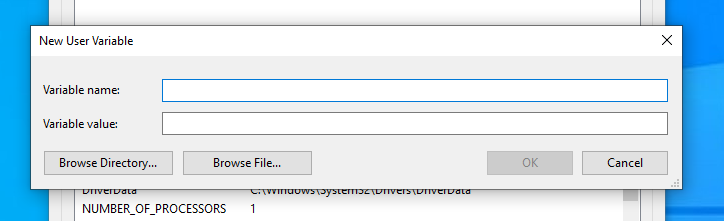 New User Variable
Variable name:
Variable value:
Browse Directory... Browse File... OK Cancel
DriverData C:\Windows\System32\Drivers\DriverData
NUMBER_OF_PROCESSORS 1